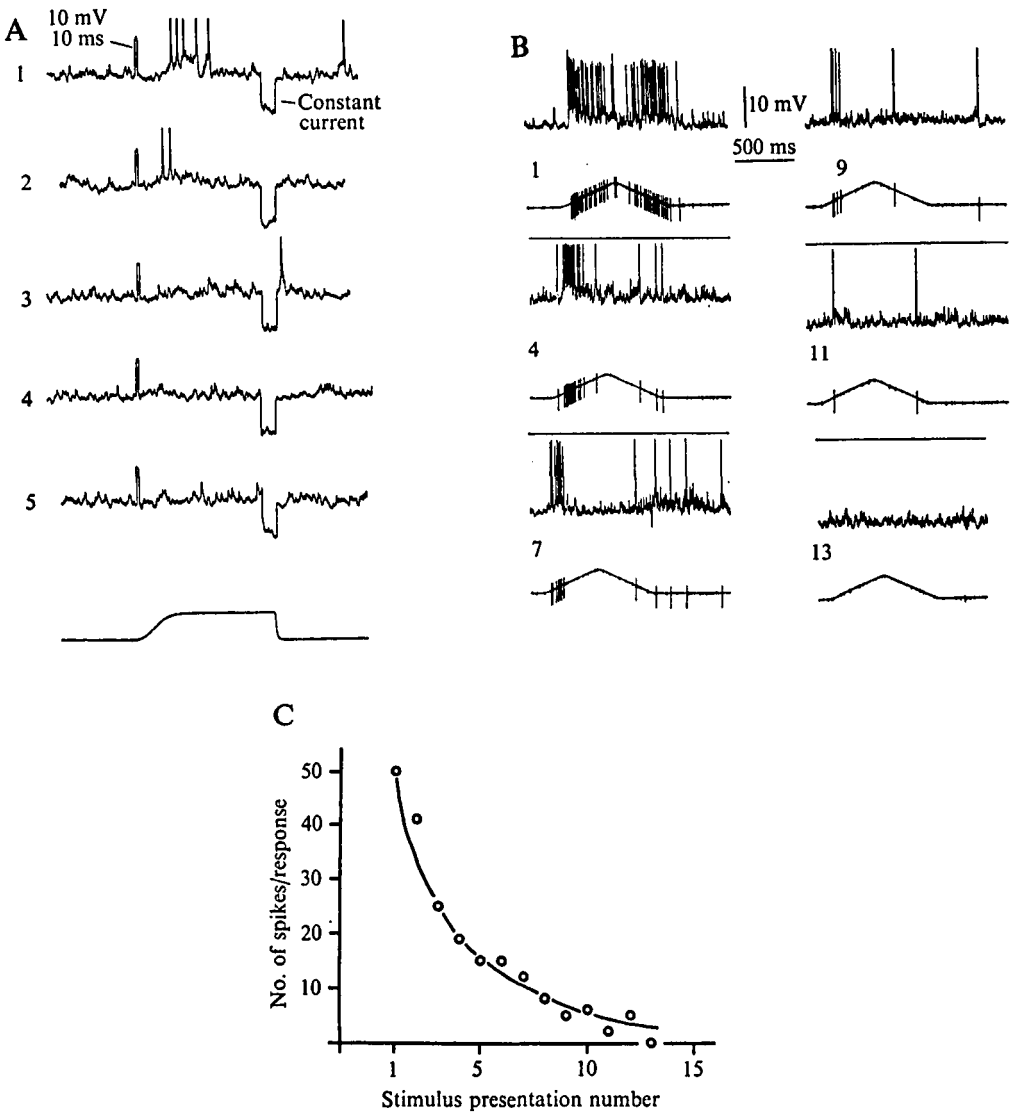 A
10 mV
10 ms
1
Constant
current
2
3
4
5
B
10 mV
500 ms
1
9
4
11
7
13
C
No. of spikes/response
50
40
30
20
10
1
5
10
15
Stimulus presentation number